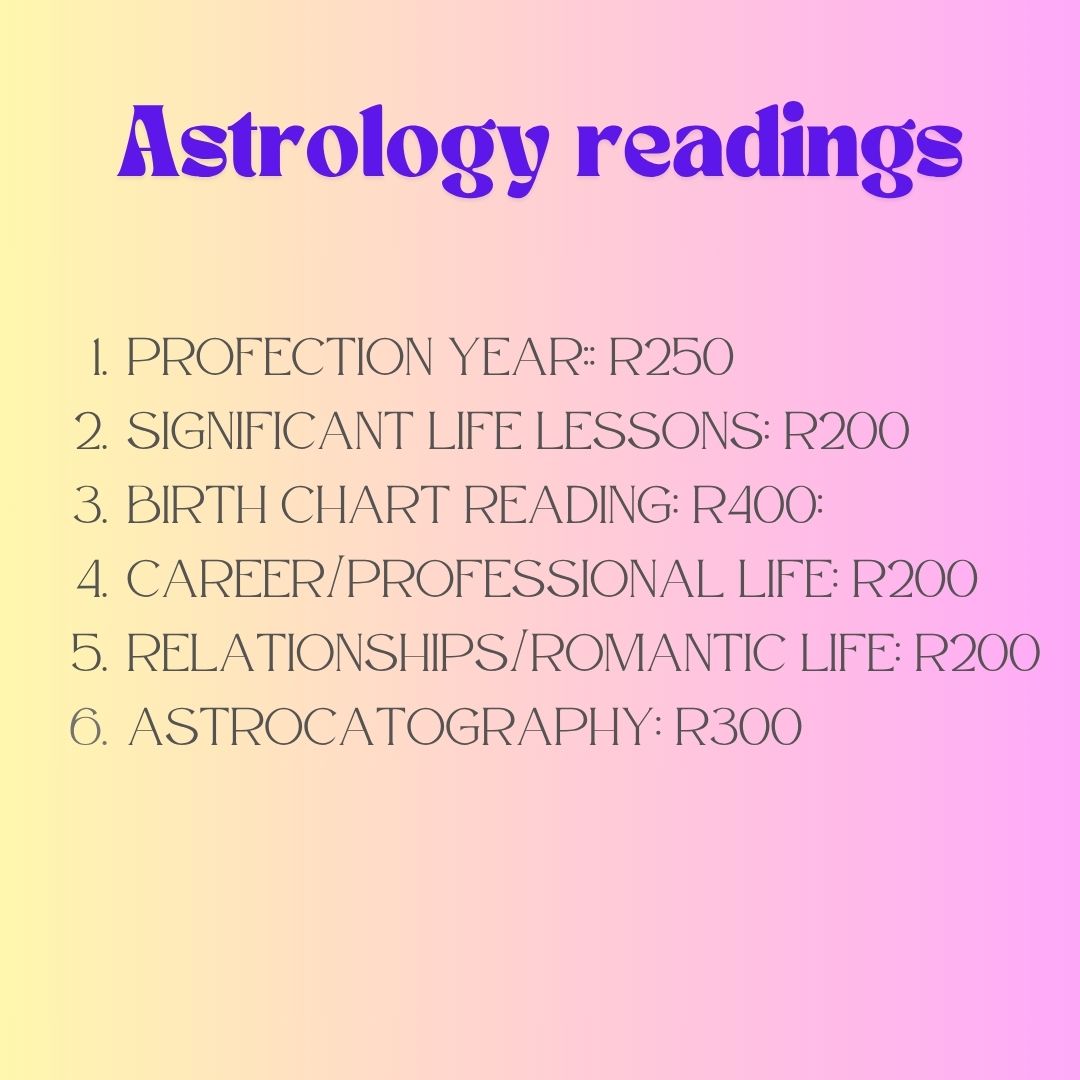 Astrology readings
1. PROFECTION YEAR:: R250
2. SIGNIFICANT LIFE LESSONS: R200
3. BIRTH CHART READING: R400:
4. CAREER/PROFESSIONAL LIFE: R200
5. RELATIONSHIPS/ROMANTIC LIFE: R200
6. ASTROCATOGRAPHY: R300